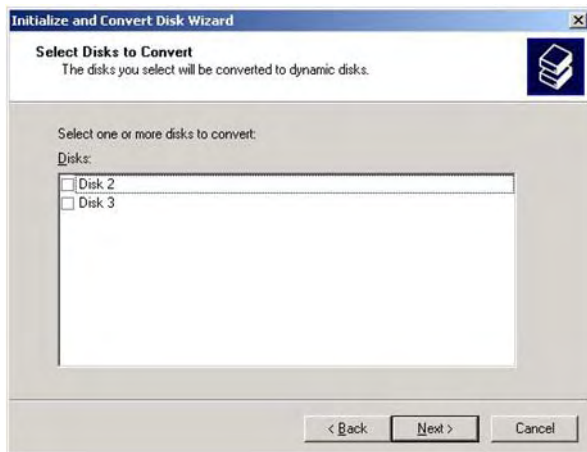 Initialize and Convert Disk Wizard
Select Disks to Convert
The disks you select will be converted to dynamic disks.
Select one or more disks to convert:
Disks:
Disk 2
Disk 3
< Back
Next >
Cancel